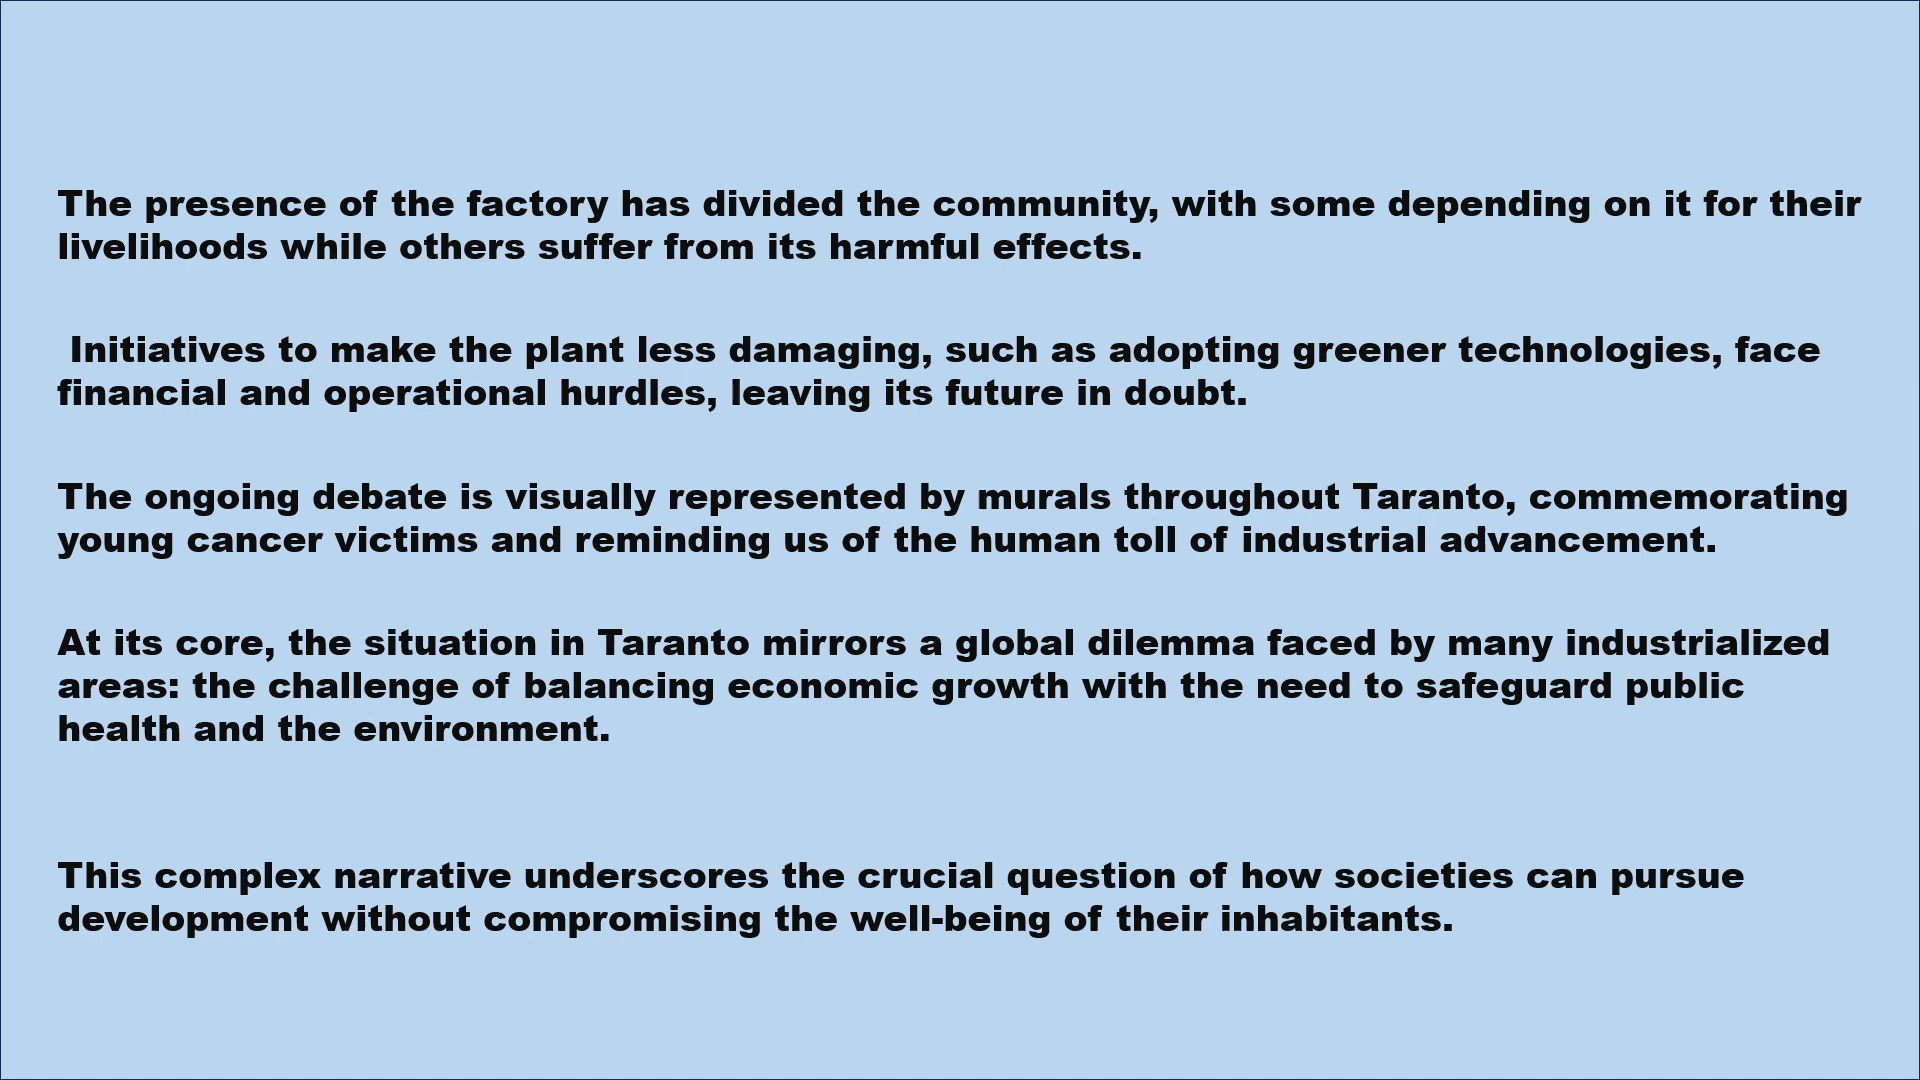 The presence of the factory has divided the community, with some depending on it for their
livelihoods while others suffer from its harmful effects.
Initiatives to make the plant less damaging, such as adopting greener technologies, face
financial and operational hurdles, leaving its future in doubt.
The ongoing debate is visually represented by murals throughout Taranto, commemorating
young cancer victims and reminding us of the human toll of industrial advancement.
At its core, the situation in Taranto mirrors a global dilemma faced by many industrialized
areas: the challenge of balancing economic growth with the need to safeguard public
health and the environment.
This complex narrative underscores the crucial question of how societies can pursue
development without compromising the well-being of their inhabitants.